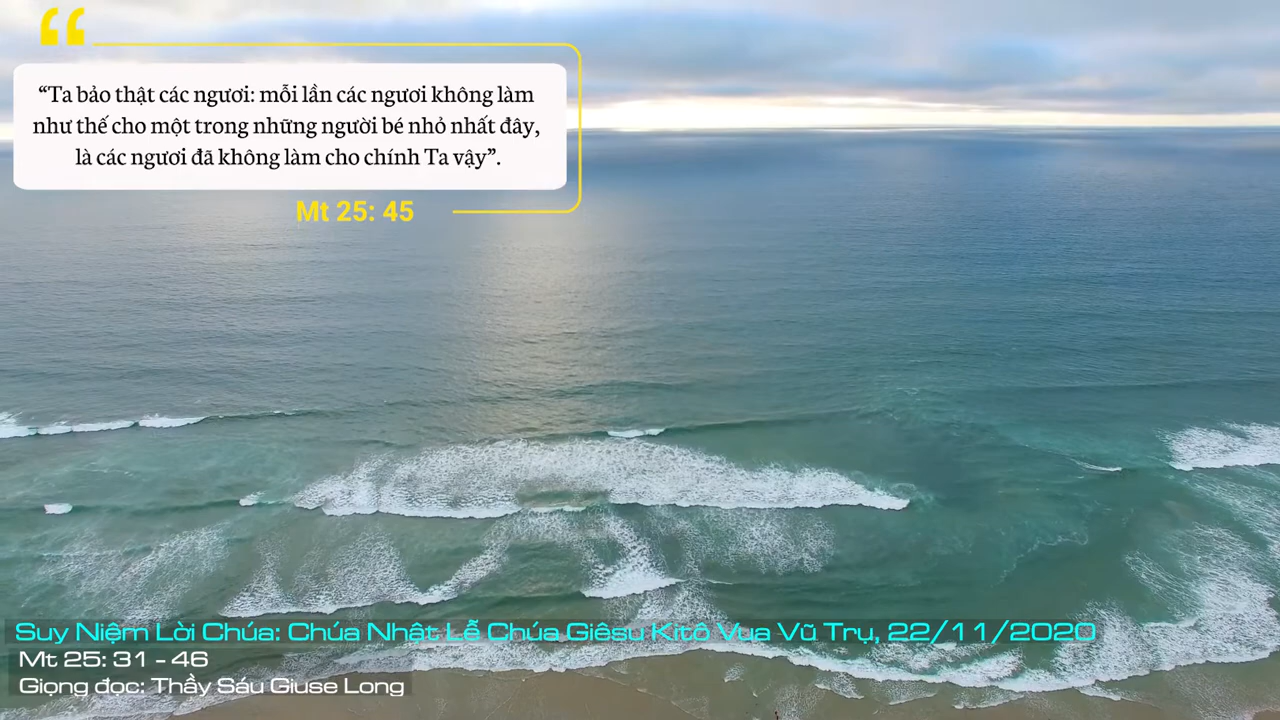 “Ta bảo thật các ngươi: mỗi lần các ngươi không làm
như thế cho một trong những người bé nhỏ nhất đây,
là các ngươi đã không làm cho chính Ta vậy”.
Mt 25: 45
Suy Niệm Lời Chúa: Chúa Nhật Lễ Chúa Giêsu Kitô Vua Vũ Trụ, 22/11/2020
Mt 25: 31 - 46
Giọng đọc: Thầy Sáu Giuse Long